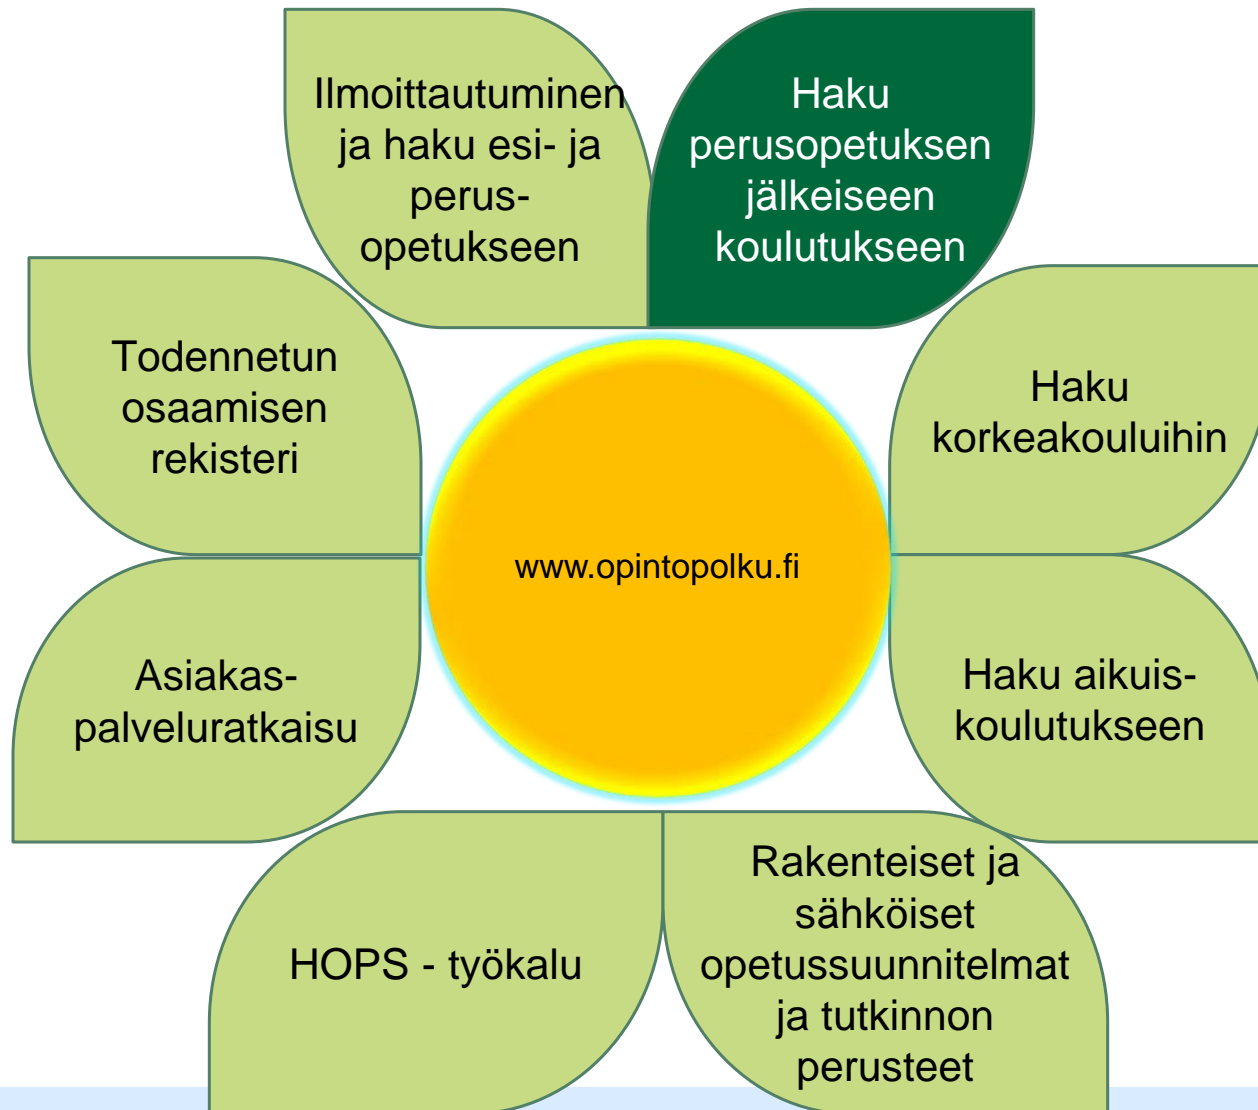 Ilmoittautuminen
ja haku esi- ja
perus-
opetukseen
Haku
perusopetuksen
jälkeiseen
koulutukseen
Todennetun
osaamisen
rekisteri
Haku
korkeakouluihin
www.opintopolku.fi
Asiakas-
palveluratkaisu
Haku aikuis-
koulutukseen
HOPS - työkalu
Rakenteiset ja
sähköiset
opetussuunnitelmat
ja tutkinnon
perusteet